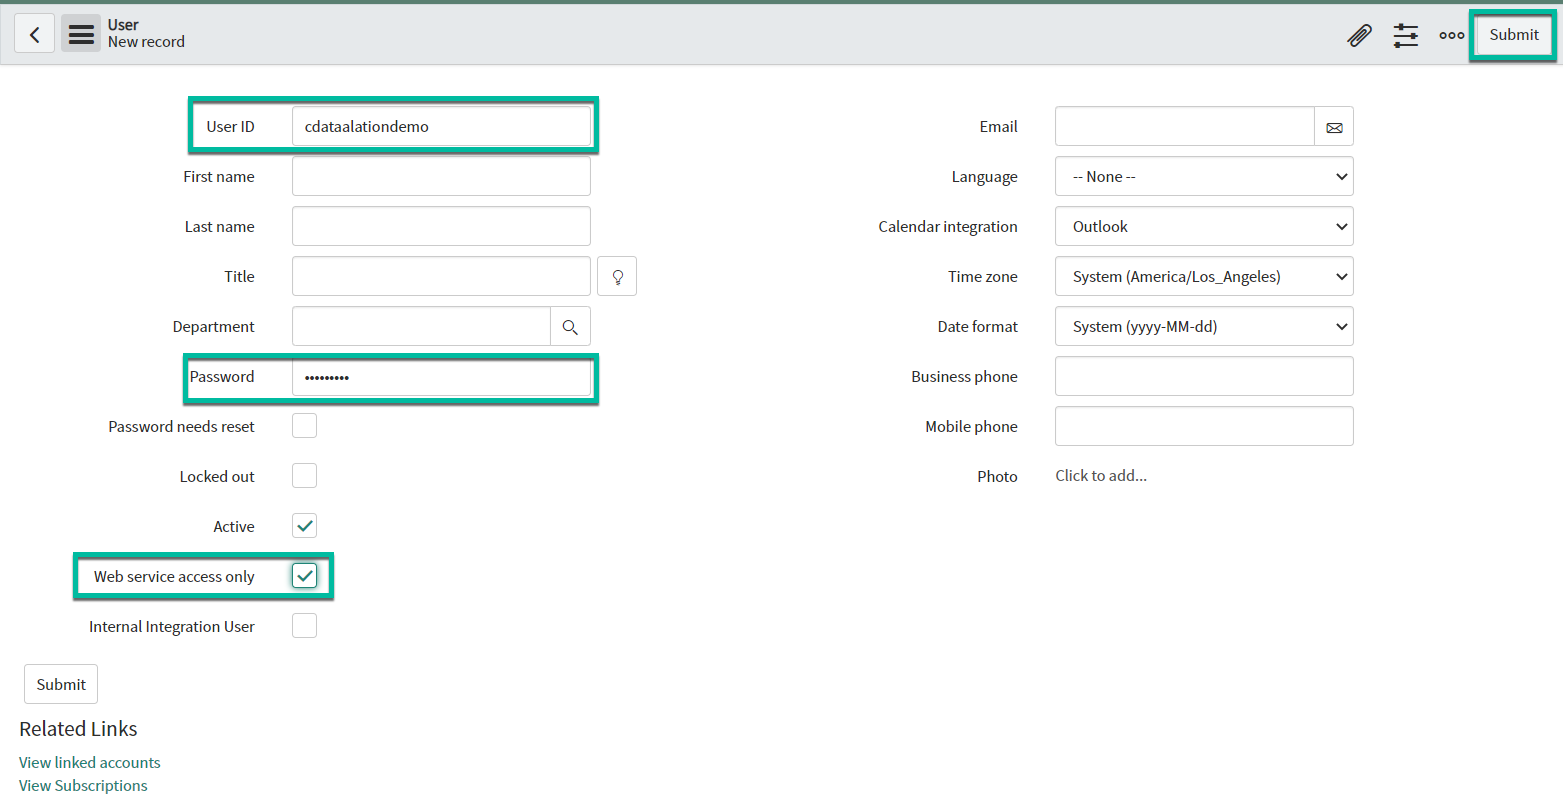 User
New record
Submit
User ID cdataalationdemo
First name
Last name
Title
Department
Password •••••••••
Password needs reset
Locked out
Active
Web service access only
Internal Integration User
Email
Language -- None --
Calendar integration Outlook
Time zone System (America/Los_Angeles)
Date format System (yyyy-MM-dd)
Business phone
Mobile phone
Photo Click to add...
Submit
Related Links
View linked accounts
View Subscriptions